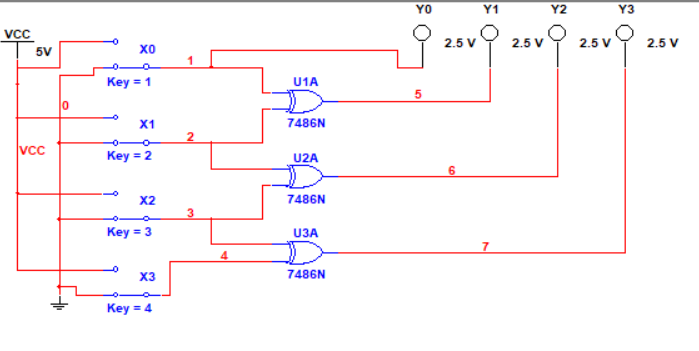 Y0 Y1 Y2 Y3
VCC
5V
2.5 V 2.5 V 2.5 V 2.5 V
X0
1
Key = 1
U1A
0
5
X1
7486N
2
VCC
Key = 2
U2A
6
X2
7486N
3
Key = 3
U3A
4
7
X3
7486N
Key = 4